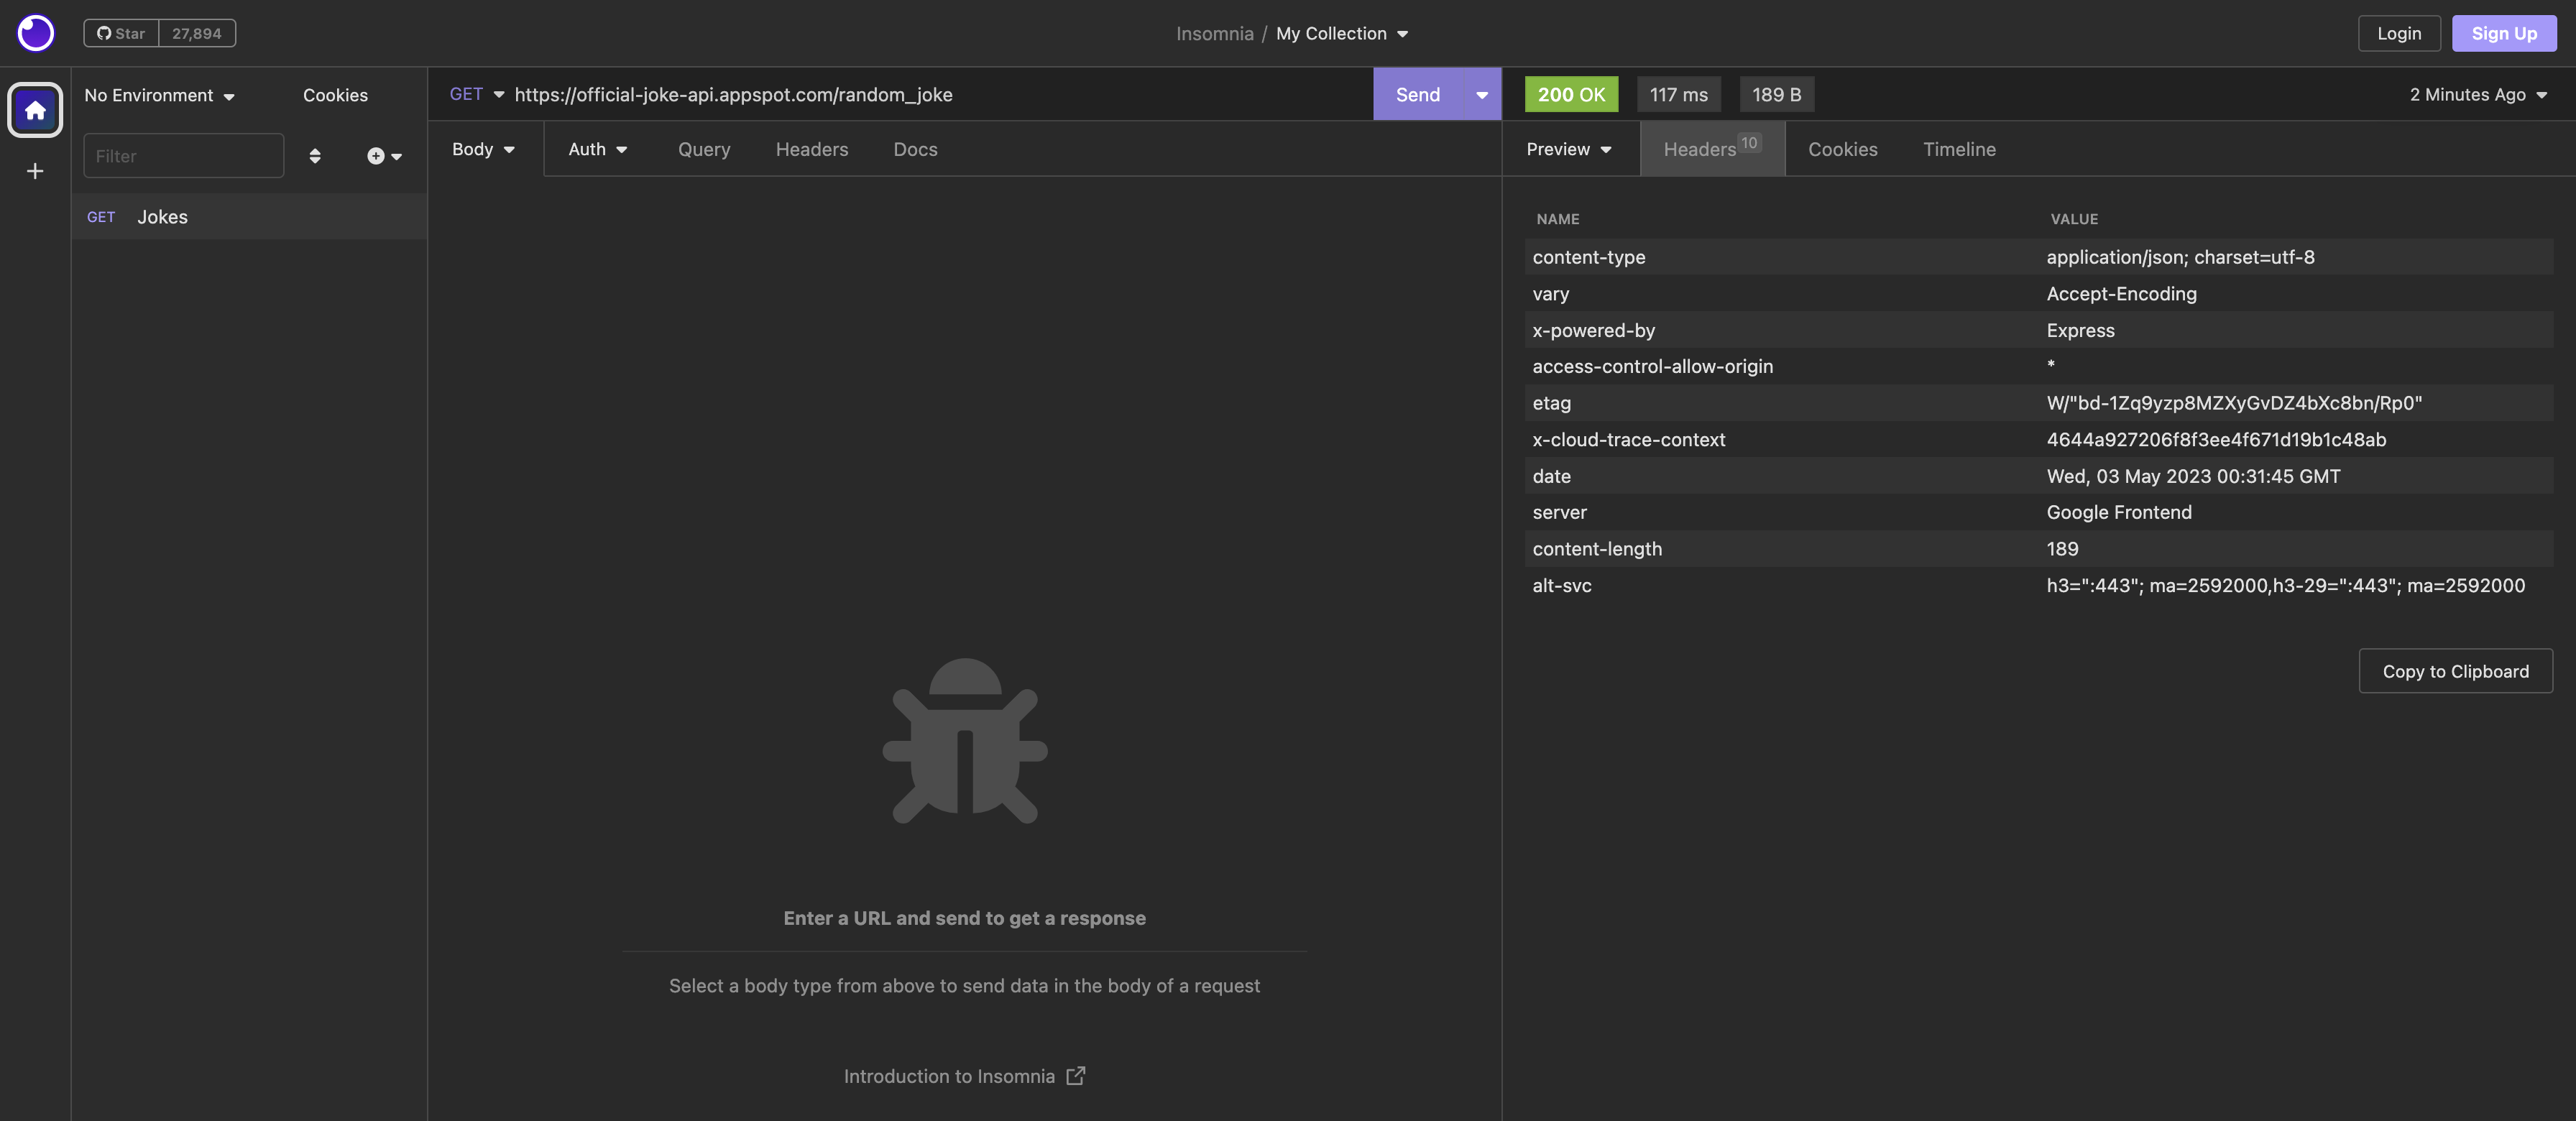 Star 27,894
Insomnia / My Collection
Login
Sign Up
No Environment
Cookies
Filter
GET Jokes
GET https://official-joke-api.appspot.com/random_joke
Send
Body
Auth
Query
Headers
Docs
Enter a URL and send to get a response
Select a body type from above to send data in the body of a request
Introduction to Insomnia
200 OK
117 ms
189 B
2 Minutes Ago
Preview
Headers 10
Cookies
Timeline
NAME VALUE
content-type application/json; charset=utf-8
vary Accept-Encoding
x-powered-by Express
access-control-allow-origin *
etag W/"bd-1Zq9yzp8MZXyGvDZ4bXc8bn/Rp0"
x-cloud-trace-context 4644a927206f8f3ee4f671d19b1c48ab
date Wed, 03 May 2023 00:31:45 GMT
server Google Frontend
content-length 189
alt-svc h3=":443"; ma=2592000,h3-29=":443"; ma=2592000
Copy to Clipboard